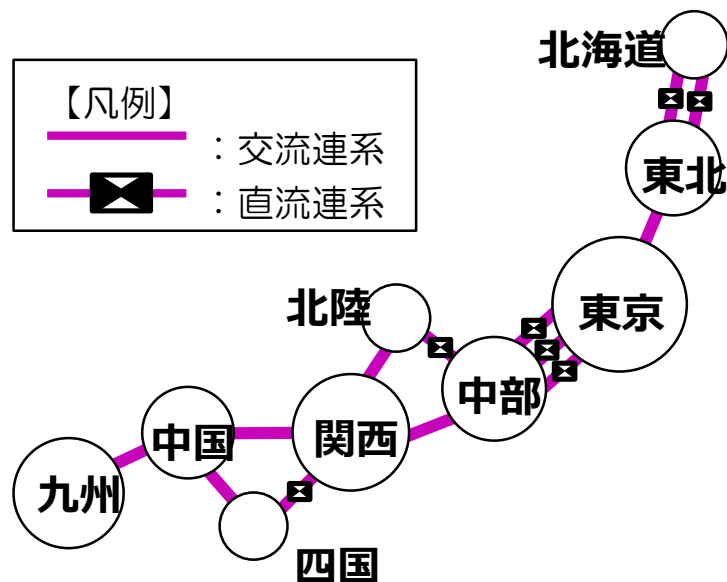 北海道
【凡例】
：交流連系
：直流連系
東北
北陸
東京
中部
中国
関西
九州
四国